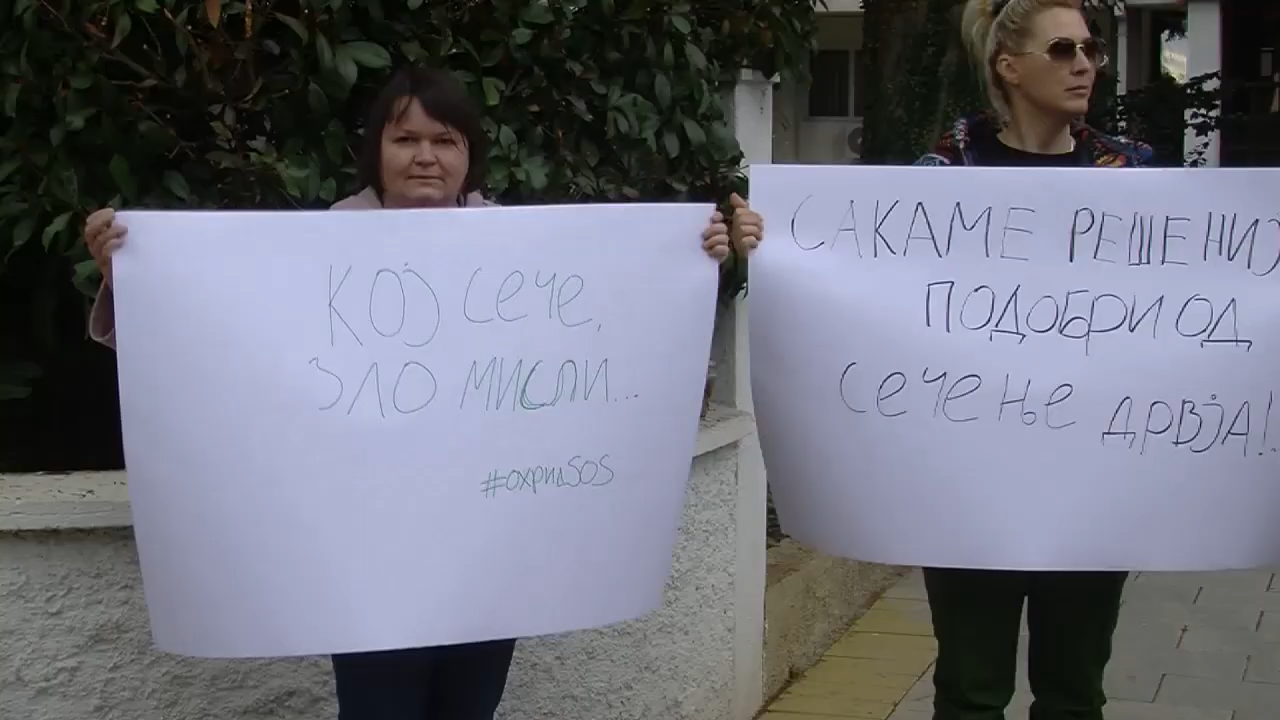 КОЈ сече,
ЗЛО МИСЛИ...
#охридSOS
САКАМЕ РЕШЕНИЈ
ПОДОБРИ ОД
сечење ДРВЈА!